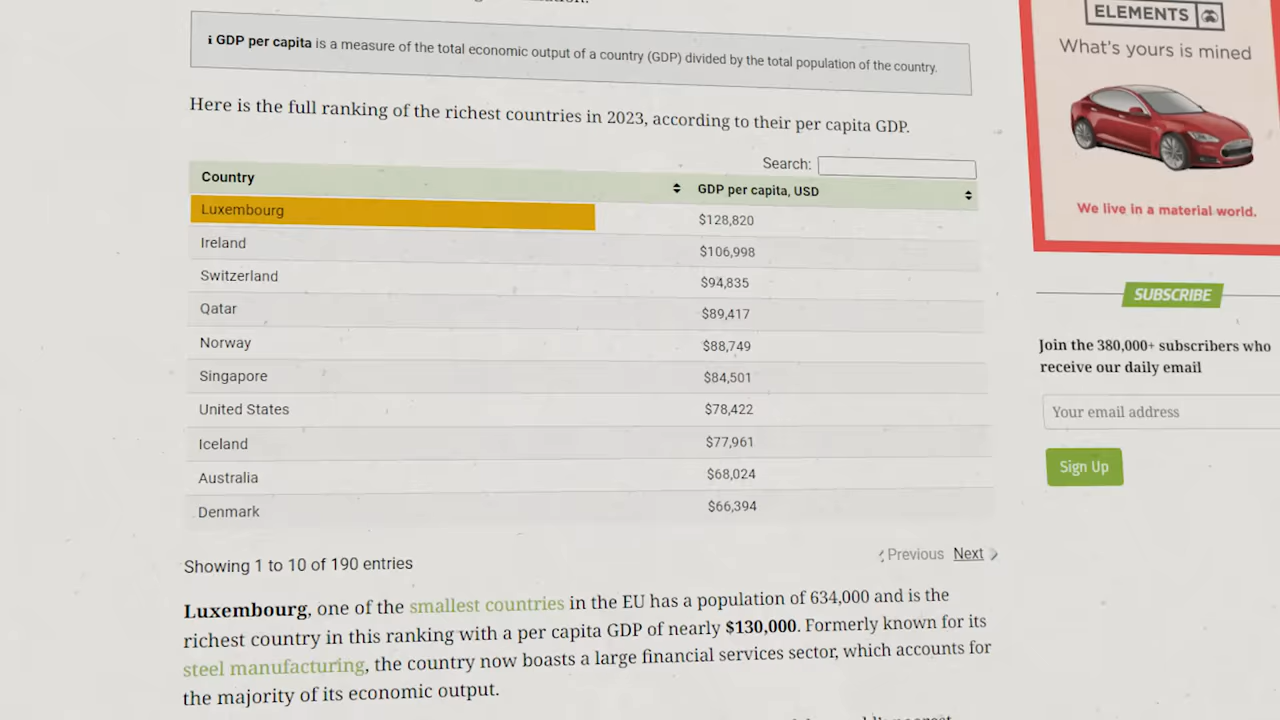 ℹ GDP per capita is a measure of the total economic output of a country (GDP) divided by the total population of the country.
Here is the full ranking of the richest countries in 2023, according to their per capita GDP.
Search:
Country GDP per capita, USD
Luxembourg $128,820
Ireland $106,998
Switzerland $94,835
Qatar $89,417
Norway $88,749
Singapore $84,501
United States $78,422
Iceland $77,961
Australia $68,024
Denmark $66,394
Showing 1 to 10 of 190 entries
Previous Next
Luxembourg, one of the smallest countries in the EU has a population of 634,000 and is the
richest country in this ranking with a per capita GDP of nearly $130,000. Formerly known for its
steel manufacturing, the country now boasts a large financial services sector, which accounts for
the majority of its economic output.
ELEMENTS
What's yours is mined
We live in a material world.
SUBSCRIBE
Join the 380,000+ subscribers who
receive our daily email
Your email address
Sign Up